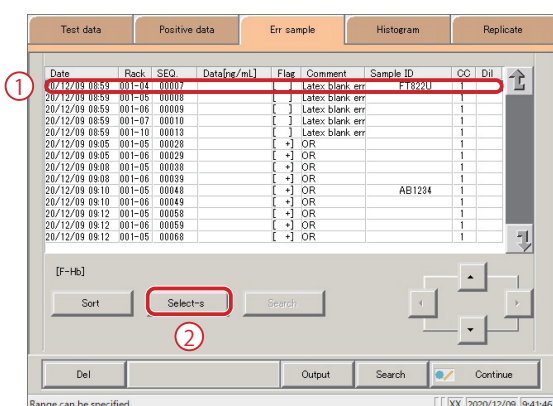 Test data Positive data Err sample Histogram Replicate
Date Rack SEQ. Data[ng/mL] Flag Comment Sample ID CC Dil
1 20/12/09 08:59 001-04 00007 [ ] Latex blank err FT822U 1
20/12/09 08:59 001-05 00008 [ ] Latex blank err 1
20/12/09 08:59 001-06 00009 [ ] Latex blank err 1
20/12/09 08:59 001-07 00010 [ ] Latex blank err 1
20/12/09 08:59 001-10 00013 [ ] Latex blank err 1
20/12/09 09:05 001-05 00028 [ +] OR 1
20/12/09 09:05 001-06 00029 [ +] OR 1
20/12/09 09:08 001-05 00038 [ +] OR 1
20/12/09 09:08 001-06 00039 [ +] OR 1
20/12/09 09:10 001-05 00048 [ +] OR AB1234 1
20/12/09 09:10 001-06 00049 [ +] OR 1
20/12/09 09:12 001-05 00058 [ +] OR 1
20/12/09 09:12 001-06 00059 [ +] OR 1
20/12/09 09:12 001-05 00068 [ +] OR 1
[F-Hb]
Sort Select-s Search
2
Del Output Search Continue
Range can be specified [ [ XX 2020/12/09 9:41:46